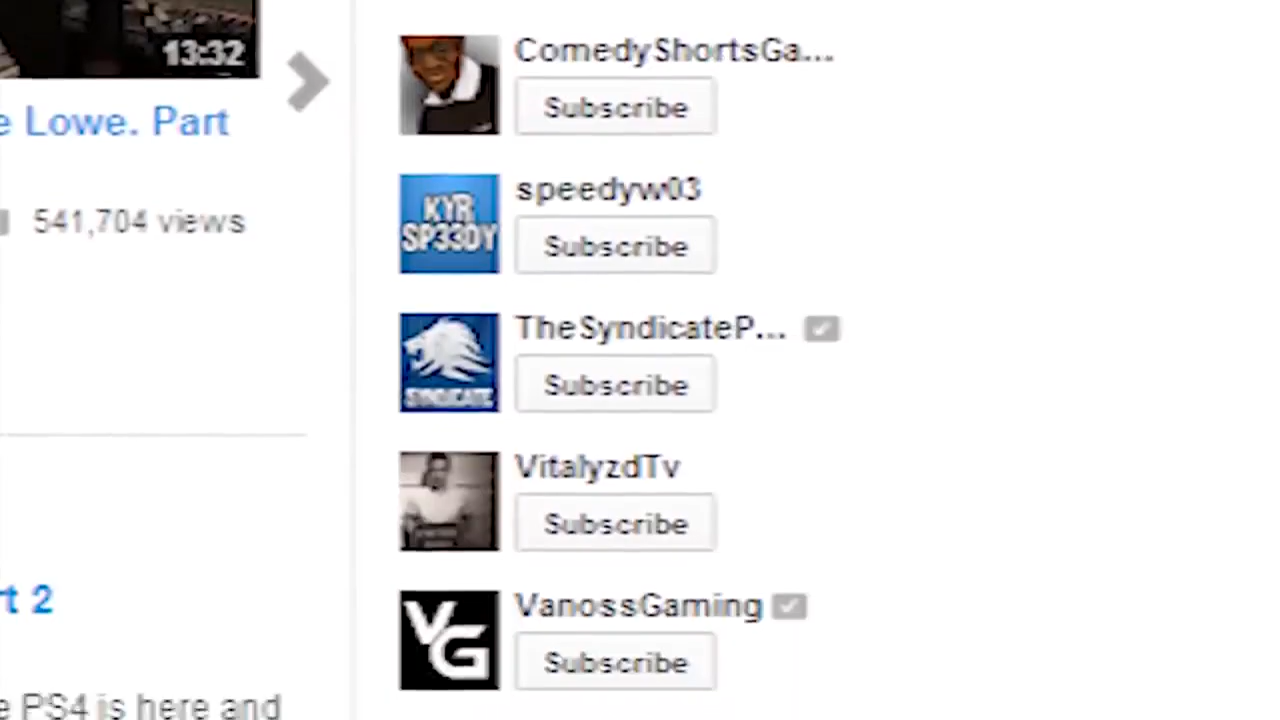 13:32
e Lowe. Part
541,704 views
rt 2
e PS4 is here and
ComedyShortsGa...
Subscribe
KYR
SP33DY
speedyw03
Subscribe
SYNDICATE
TheSyndicateP...
Subscribe
VitalyzdTv
Subscribe
VG
VanossGaming
Subscribe